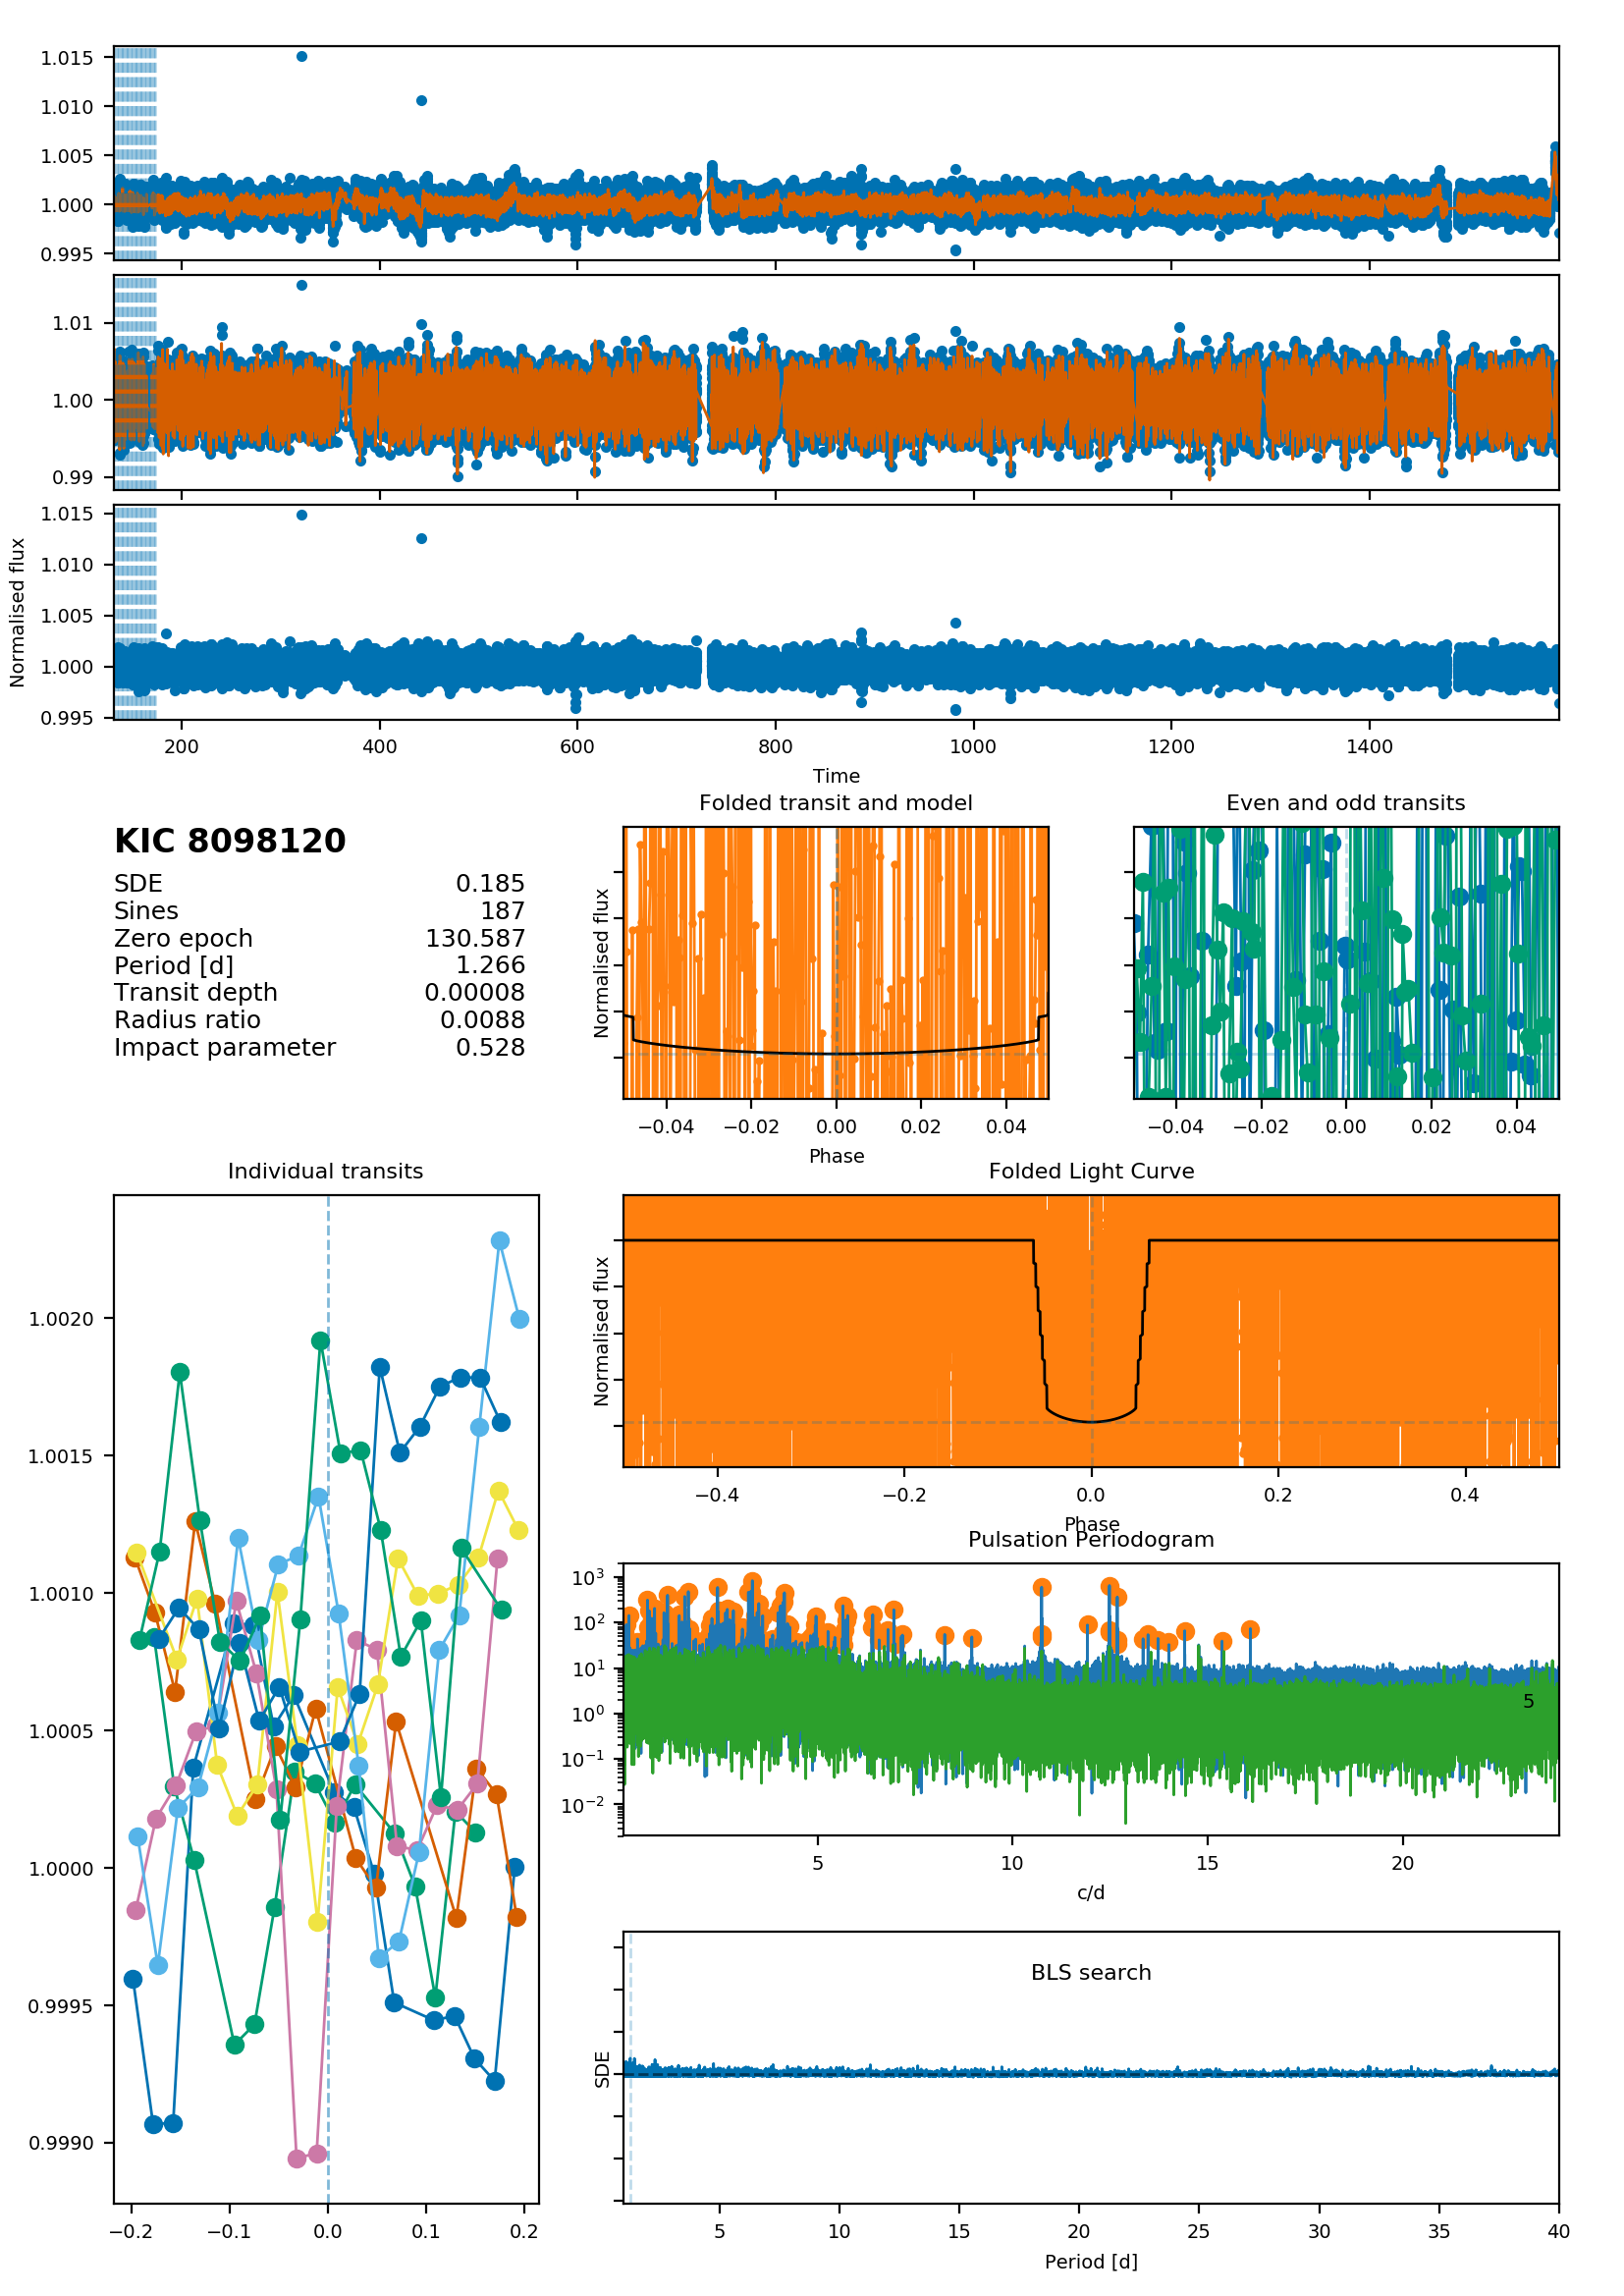 1.015
1.010
1.005
1.000
0.995
1.01
1.00
0.99
1.015
1.010
1.005
1.000
0.995
Normalised flux
200 400 600 800 1000 1200 1400
Time
KIC 8098120
SDE 0.185
Sines 187
Zero epoch 130.587
Period [d] 1.266
Transit depth 0.00008
Radius ratio 0.0088
Impact parameter 0.528
Folded transit and model
Normalised flux
−0.04 −0.02 0.00 0.02 0.04
Phase
Even and odd transits
−0.04 −0.02 0.00 0.02 0.04
Individual transits
1.0020
1.0015
1.0010
1.0005
1.0000
0.9995
0.9990
−0.2 −0.1 0.0 0.1 0.2
Folded Light Curve
Normalised flux
−0.4 −0.2 0.0 0.2 0.4
Phase
Pulsation Periodogram
10³
10²
10¹
10⁰
10⁻¹
10⁻²
5
5 10 15 20
c/d
BLS search
SDE
5 10 15 20 25 30 35 40
Period [d]